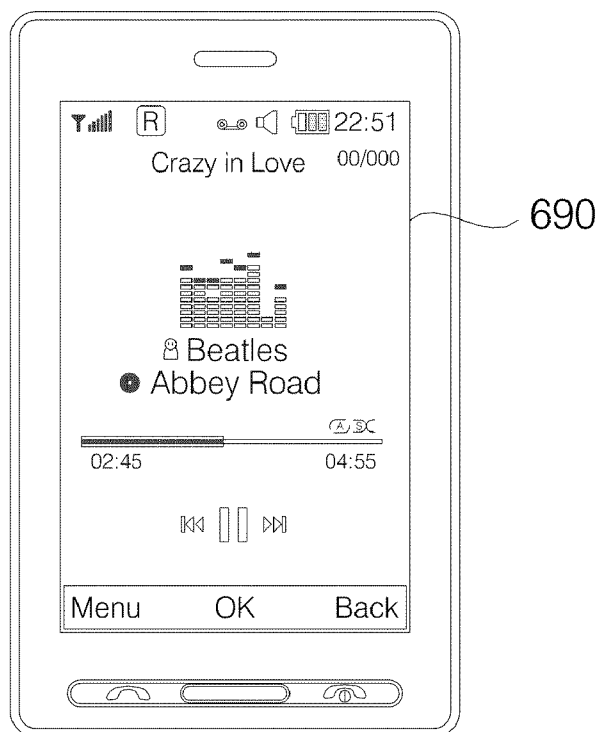 R 22:51
Crazy in Love 00/000
690
Beatles
Abbey Road
A S
02:45 04:55
Menu OK Back